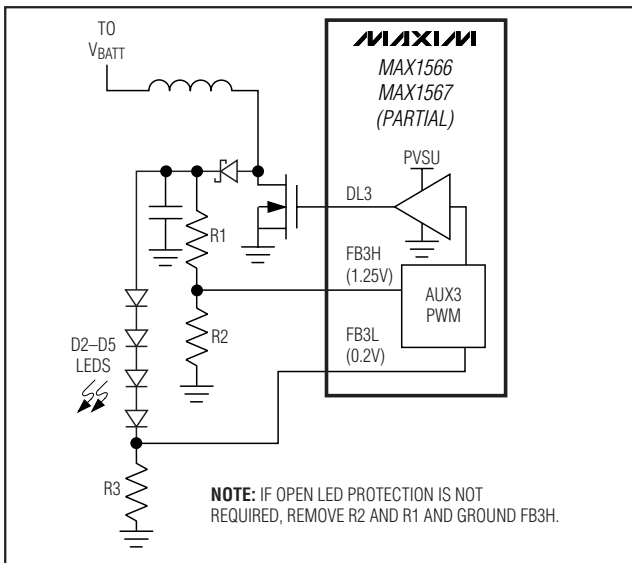 TO
VBATT
MAXIM
MAX1566
MAX1567
(PARTIAL)
PVSU
DL3
R1
FB3H
(1.25V)
AUX3
PWM
R2
FB3L
(0.2V)
D2–D5
LEDS
R3
NOTE: IF OPEN LED PROTECTION IS NOT
REQUIRED, REMOVE R2 AND R1 AND GROUND FB3H.